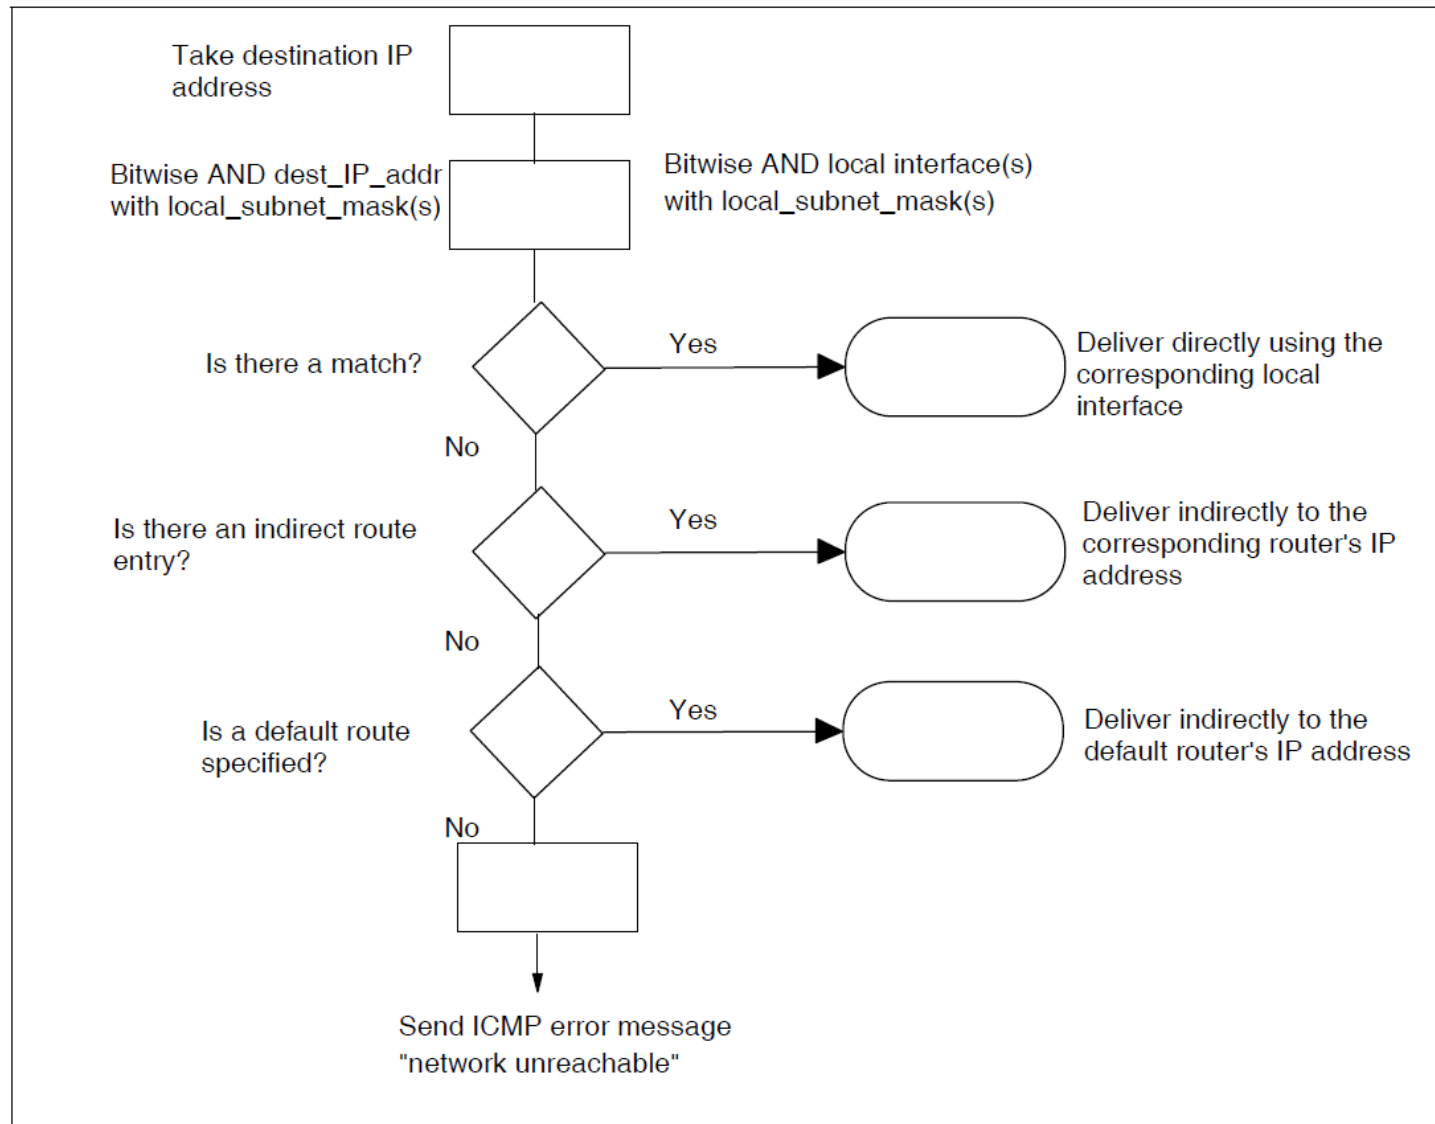 Take destination IP
address
Bitwise AND dest_IP_addr
with local_subnet_mask(s)
Bitwise AND local interface(s)
with local_subnet_mask(s)
Is there a match?
Yes
Deliver directly using the
corresponding local
interface
No
Is there an indirect route
entry?
Yes
Deliver indirectly to the
corresponding router's IP
address
No
Is a default route
specified?
Yes
Deliver indirectly to the
default router's IP address
No
Send ICMP error message
"network unreachable"